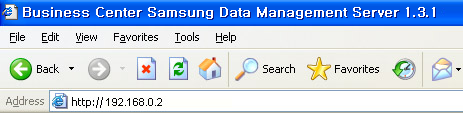 Business Center Samsung Data Management Server 1.3.1
File Edit View Favorites Tools Help
Back Search Favorites
Address http://192.168.0.2